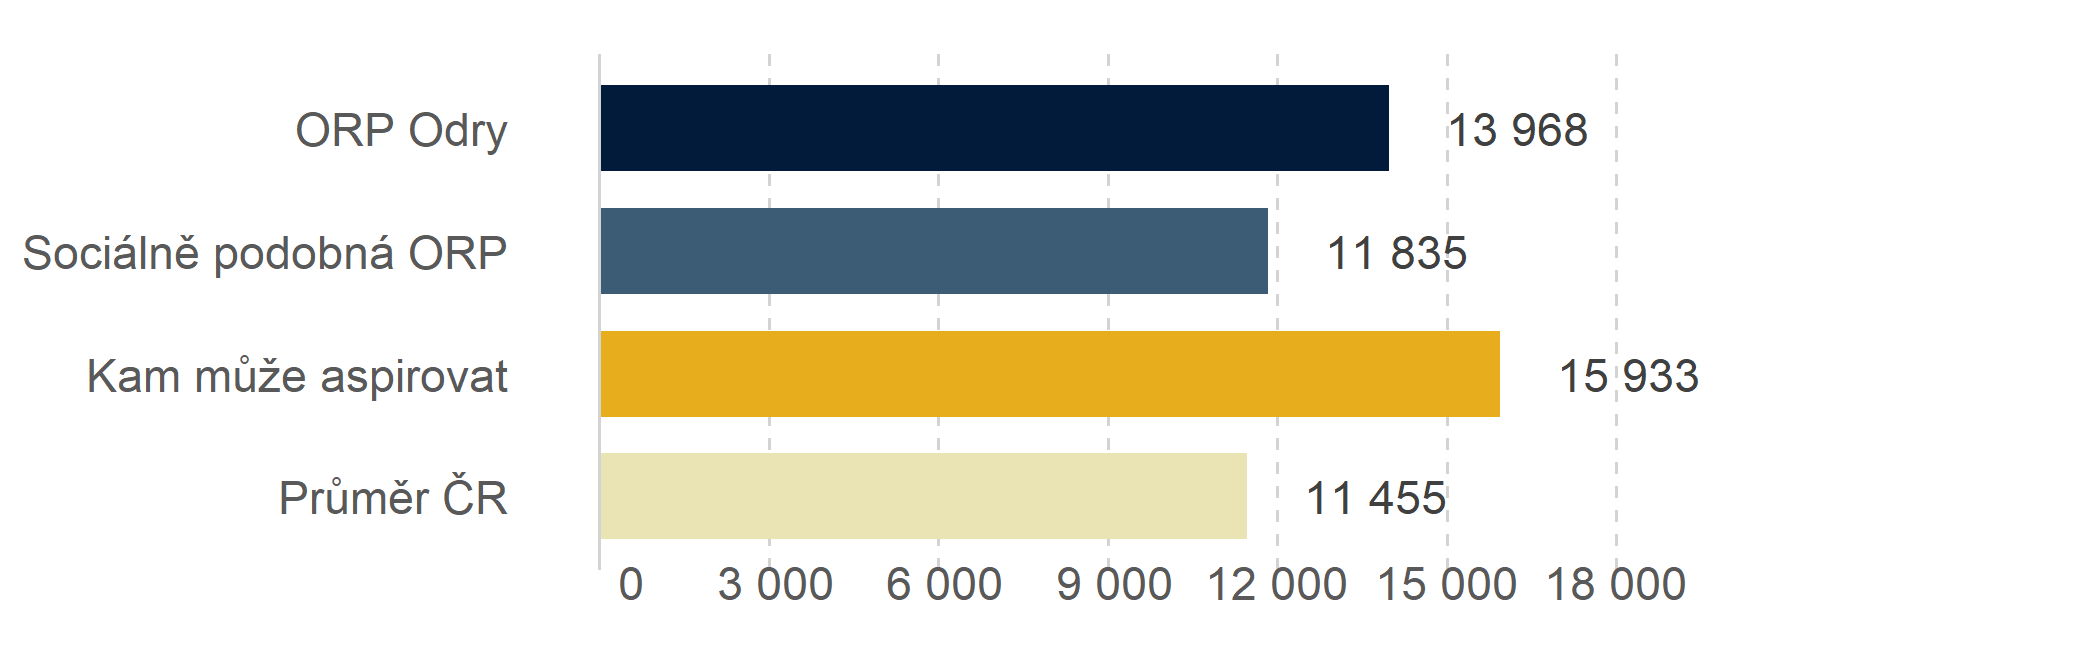 ORP Odry 13 968
Sociálně podobná ORP 11 835
Kam může aspirovat 15 933
Průměr ČR 11 455
0 3 000 6 000 9 000 12 000 15 000 18 000